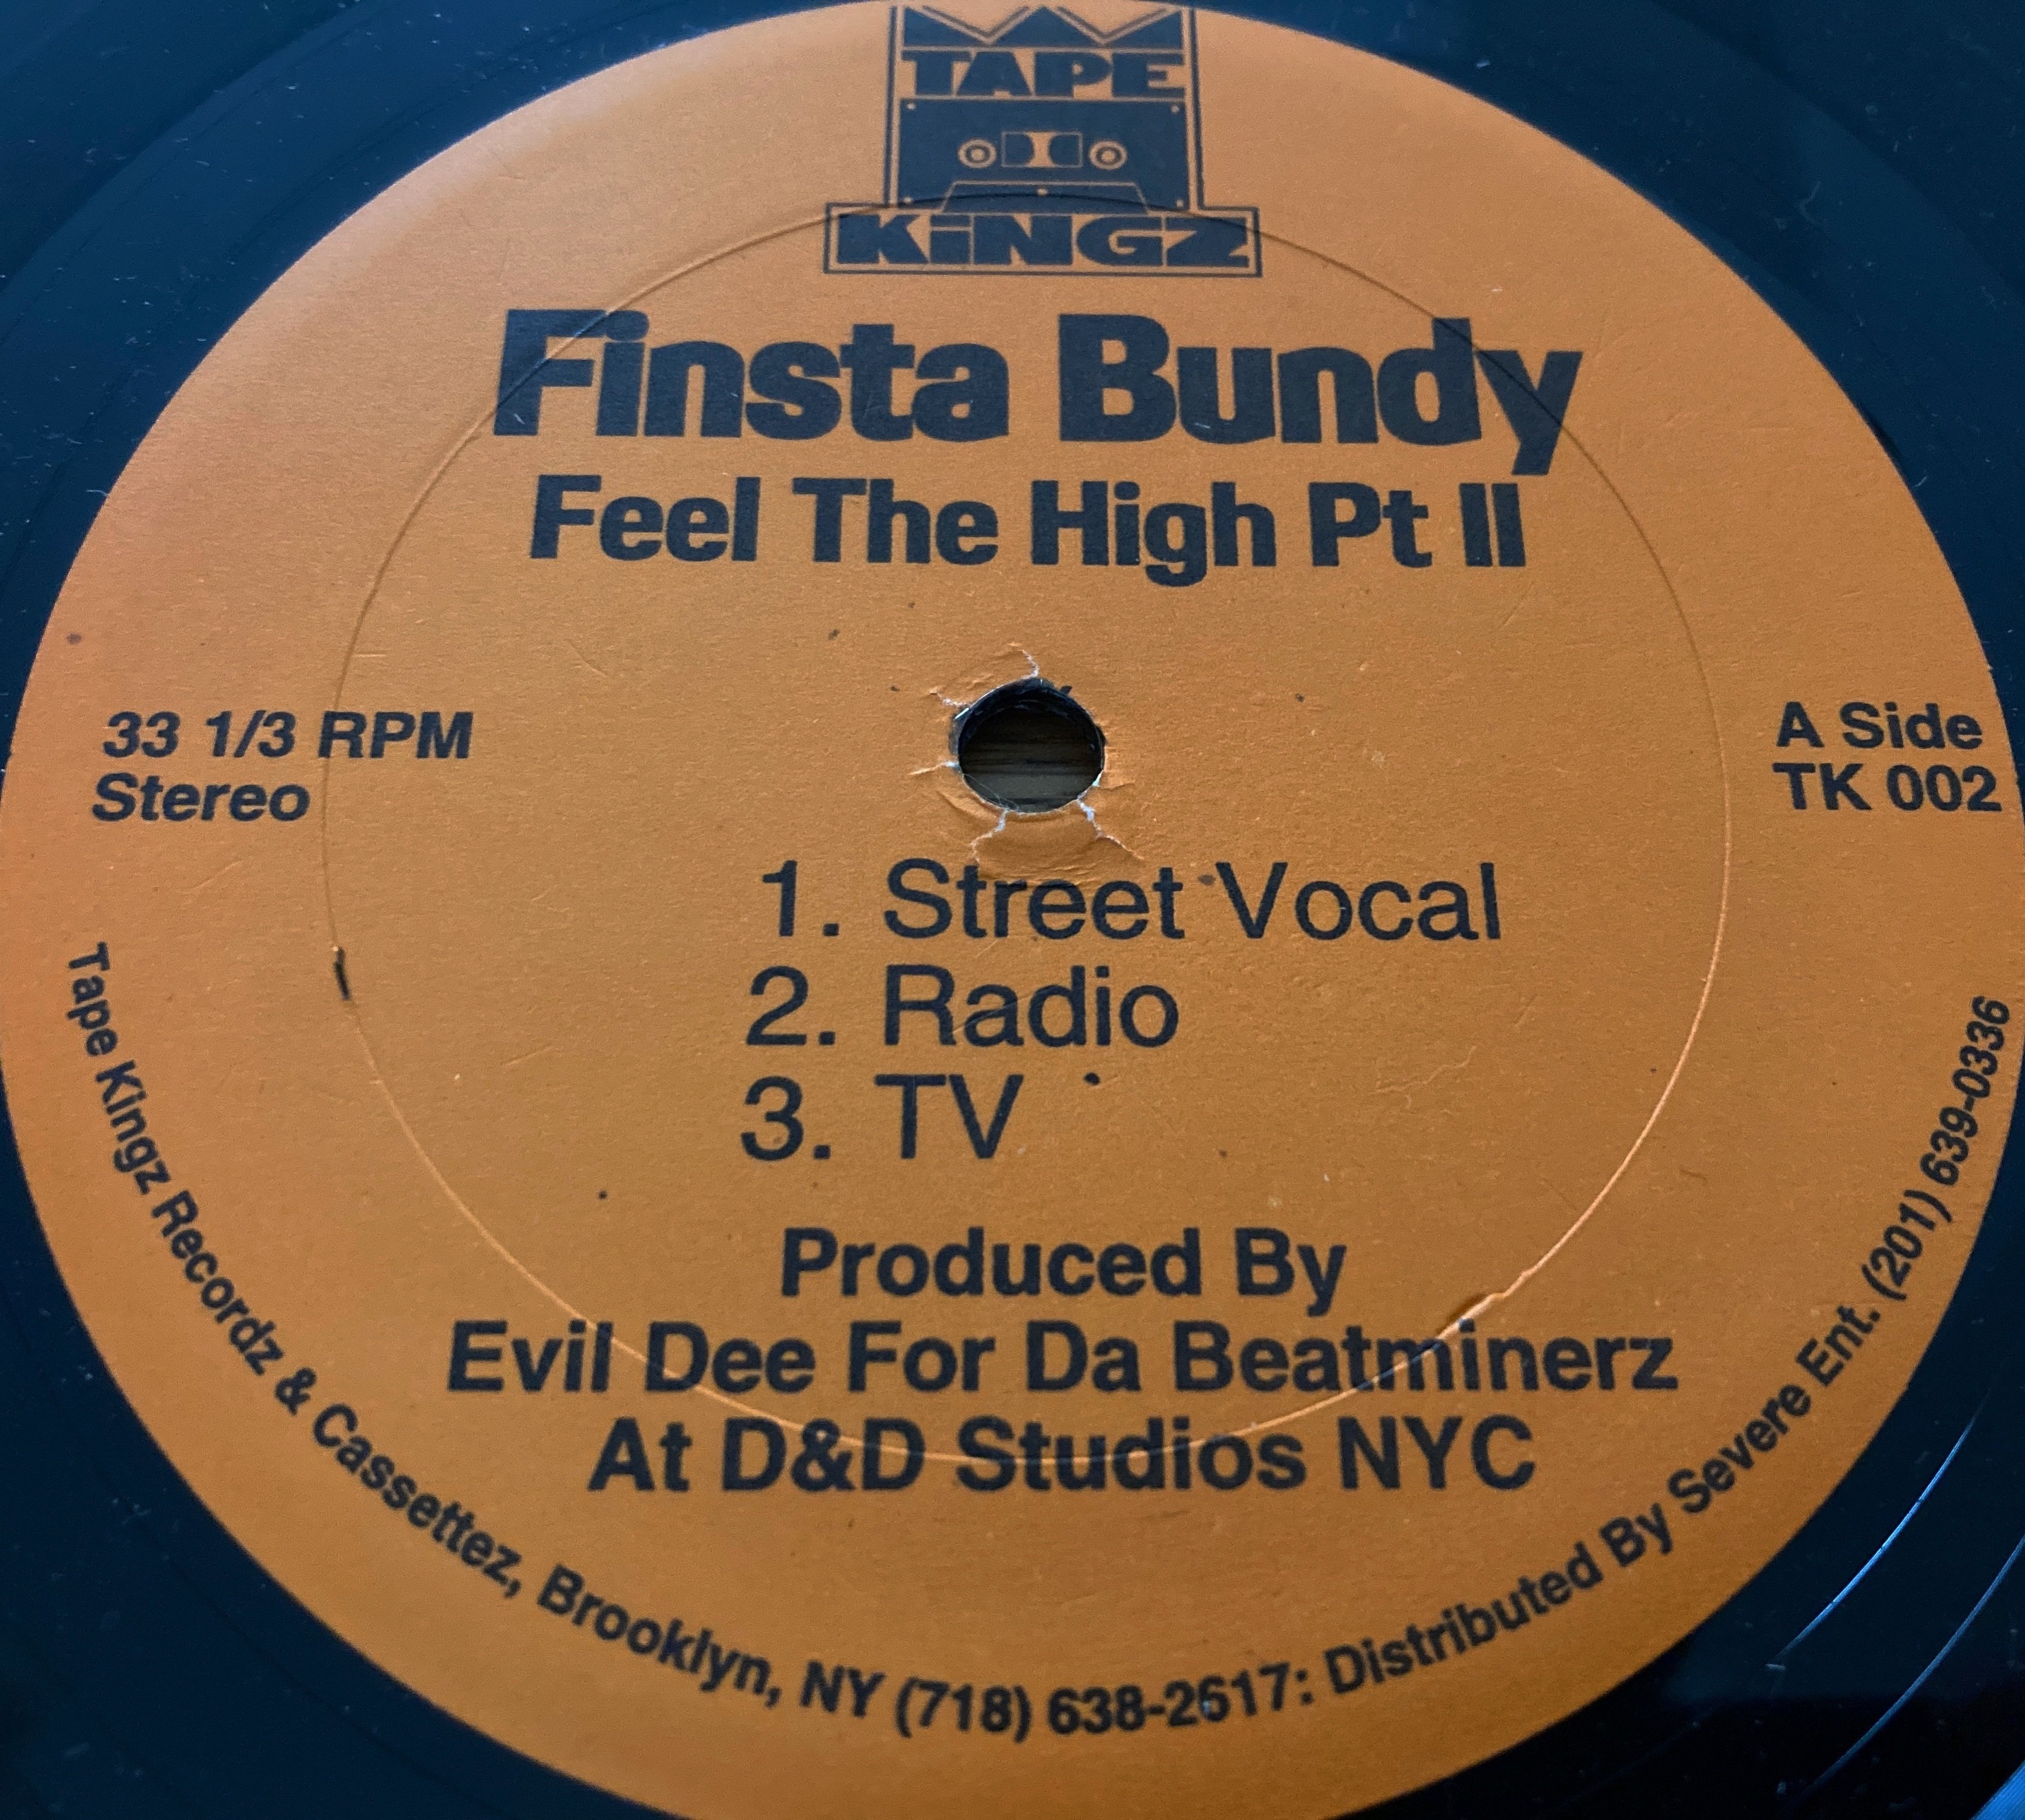 TAPE
KiNGZ
Finsta Bundy
Feel The High Pt II
33 1/3 RPM
Stereo
A Side
TK 002
1. Street Vocal
2. Radio
3. TV
Produced By
Evil Dee For Da Beatminerz
At D&D Studios NYC
Tape Kingz Recordz & Cassettez, Brooklyn, NY (718) 638-2617: Distributed By Severe Ent. (201) 639-0336